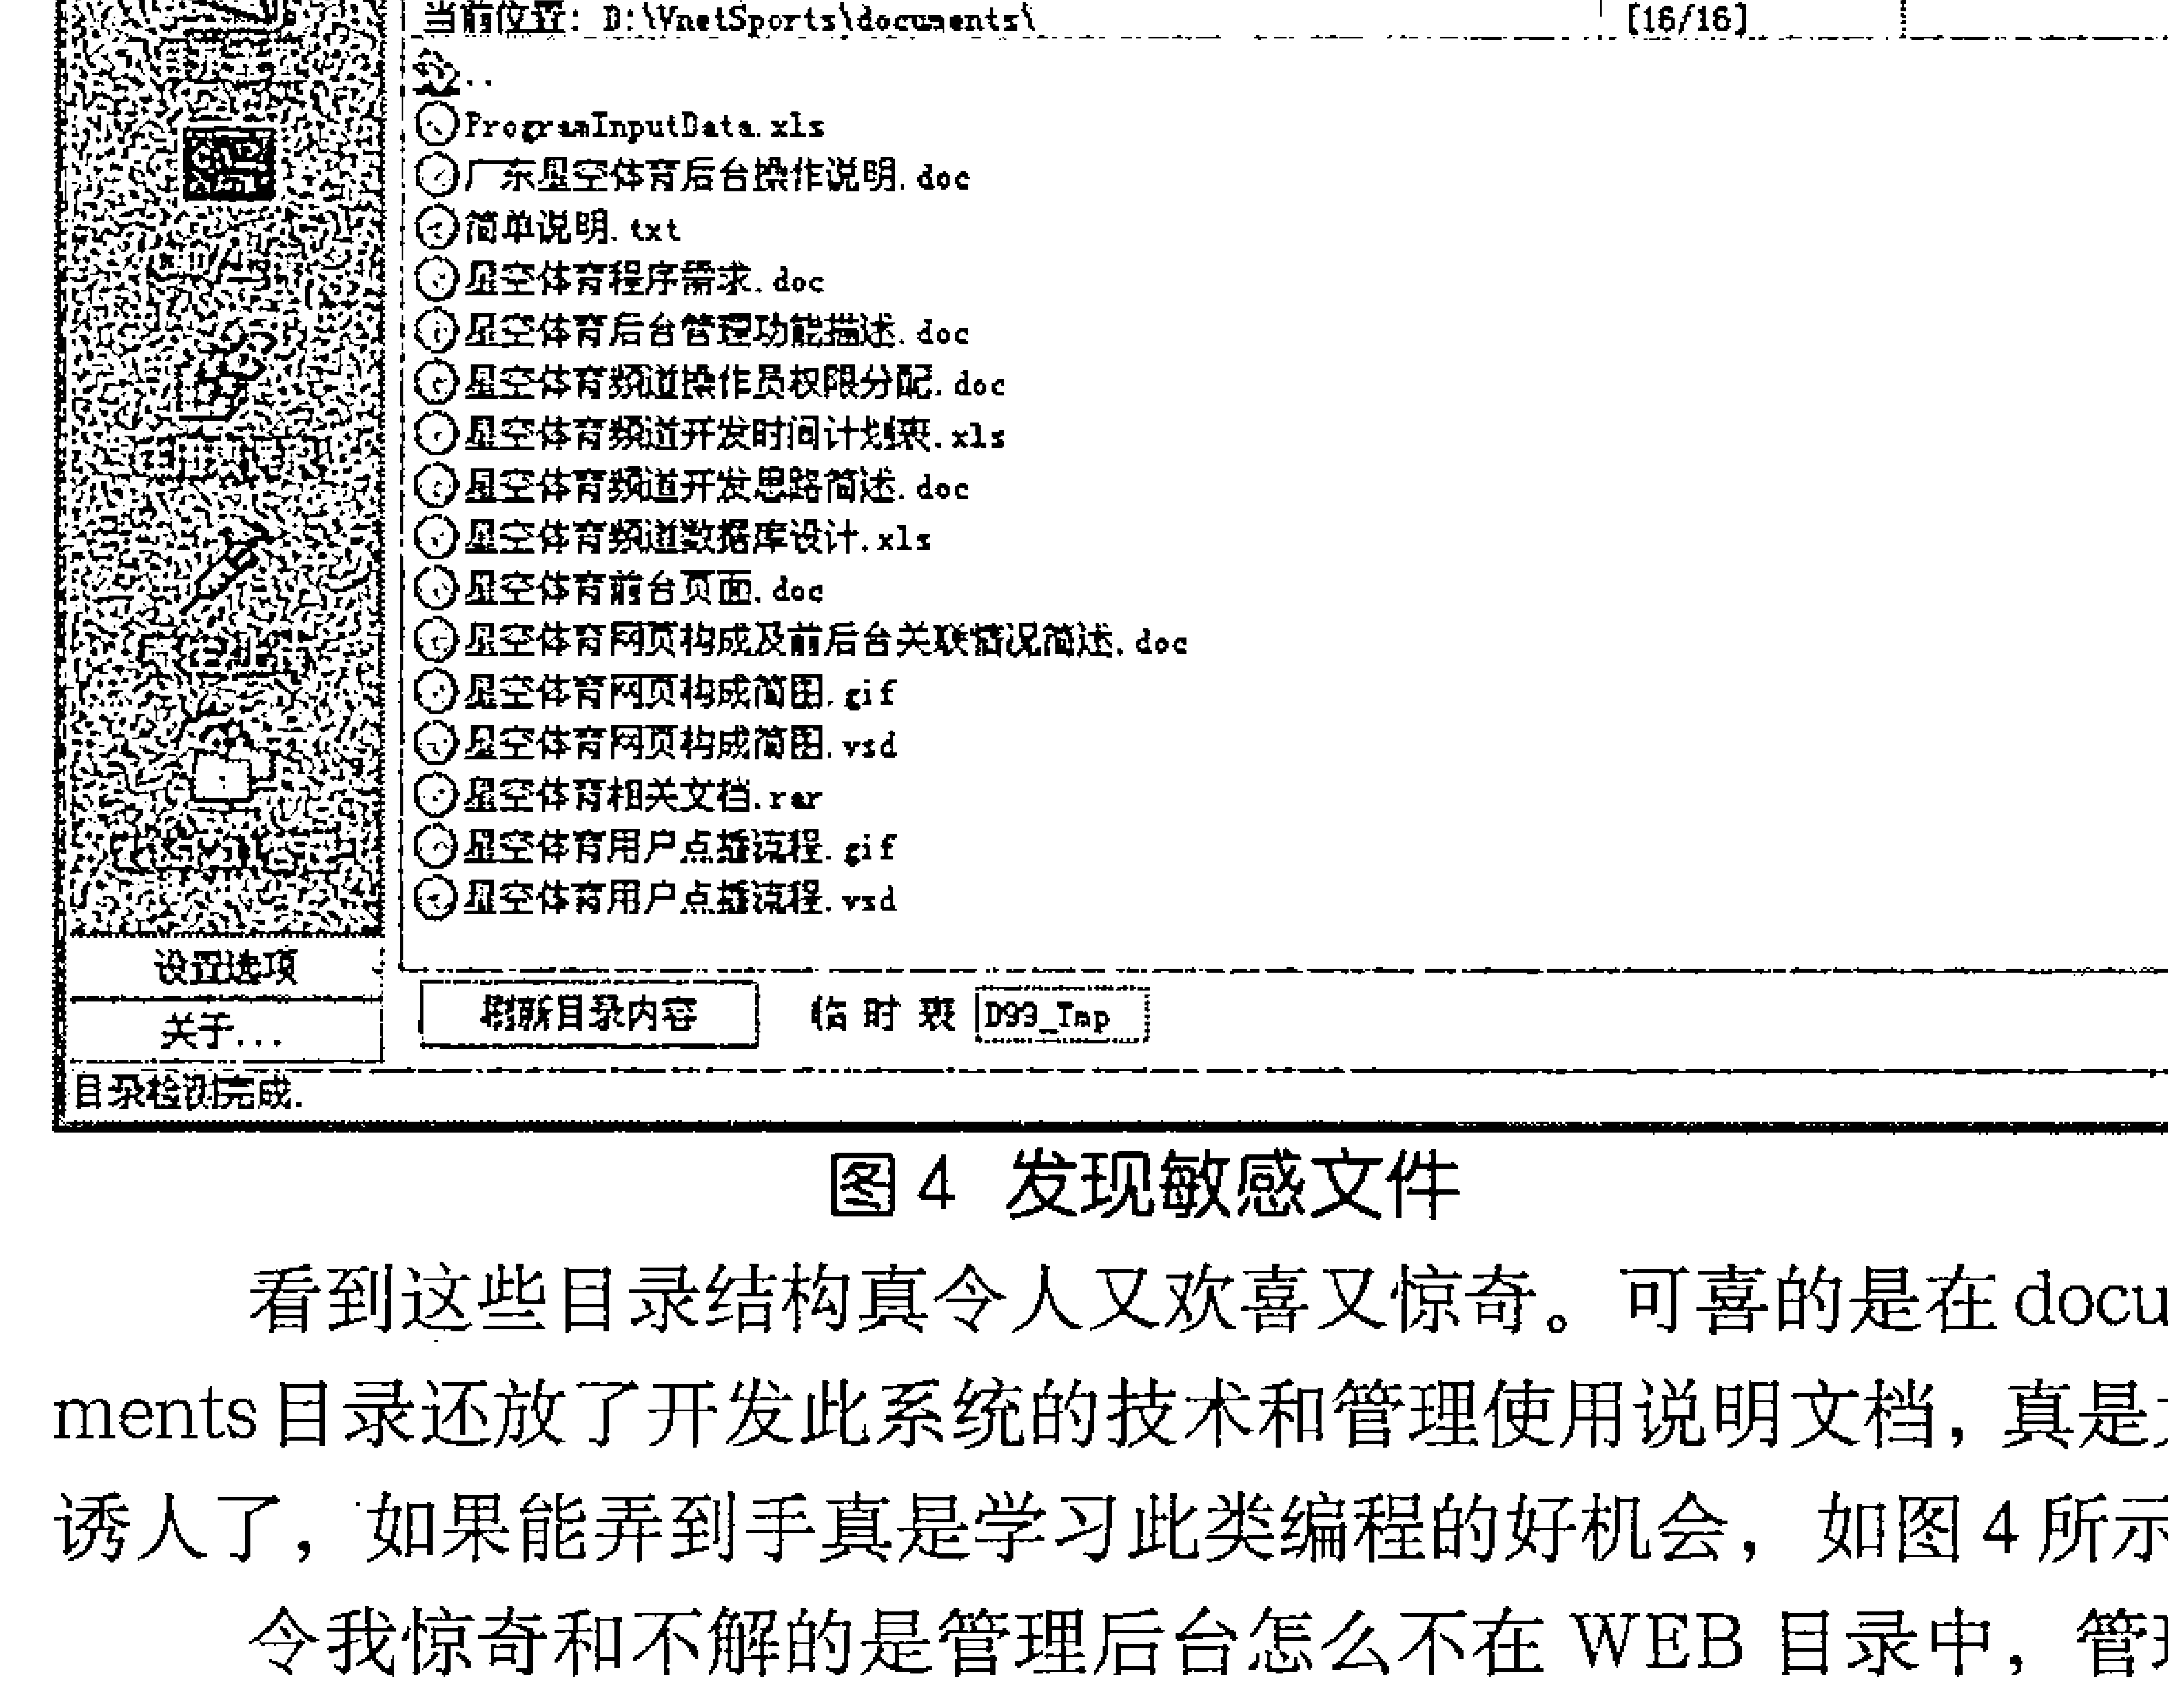 当前位置: D:\VnetSports\documents\
[16/16]
..
ProgramInputData.xls
广东星空体育后台操作说明.doc
简单说明.txt
星空体育程序需求.doc
星空体育后台管理功能描述.doc
星空体育频道操作员权限分配.doc
星空体育频道开发时间计划表.xls
星空体育频道开发思路简述.doc
星空体育频道数据库设计.xls
星空体育前台页面.doc
星空体育网页构成及前后台关联情况简述.doc
星空体育网页构成简图.gif
星空体育网页构成简图.vsd
星空体育相关文档.rar
星空体育用户点播流程.gif
星空体育用户点播流程.vsd
设置选项
关于...
刷新目录内容 临 时 表 D99_Tmp
目录检测完成.
图 4 发现敏感文件
看到这些目录结构真令人又欢喜又惊奇。可喜的是在 docu
ments 目录还放了开发此系统的技术和管理使用说明文档，真是
诱人了，如果能弄到手真是学习此类编程的好机会，如图 4 所示
令我惊奇和不解的是管理后台怎么不在 WEB 目录中，管